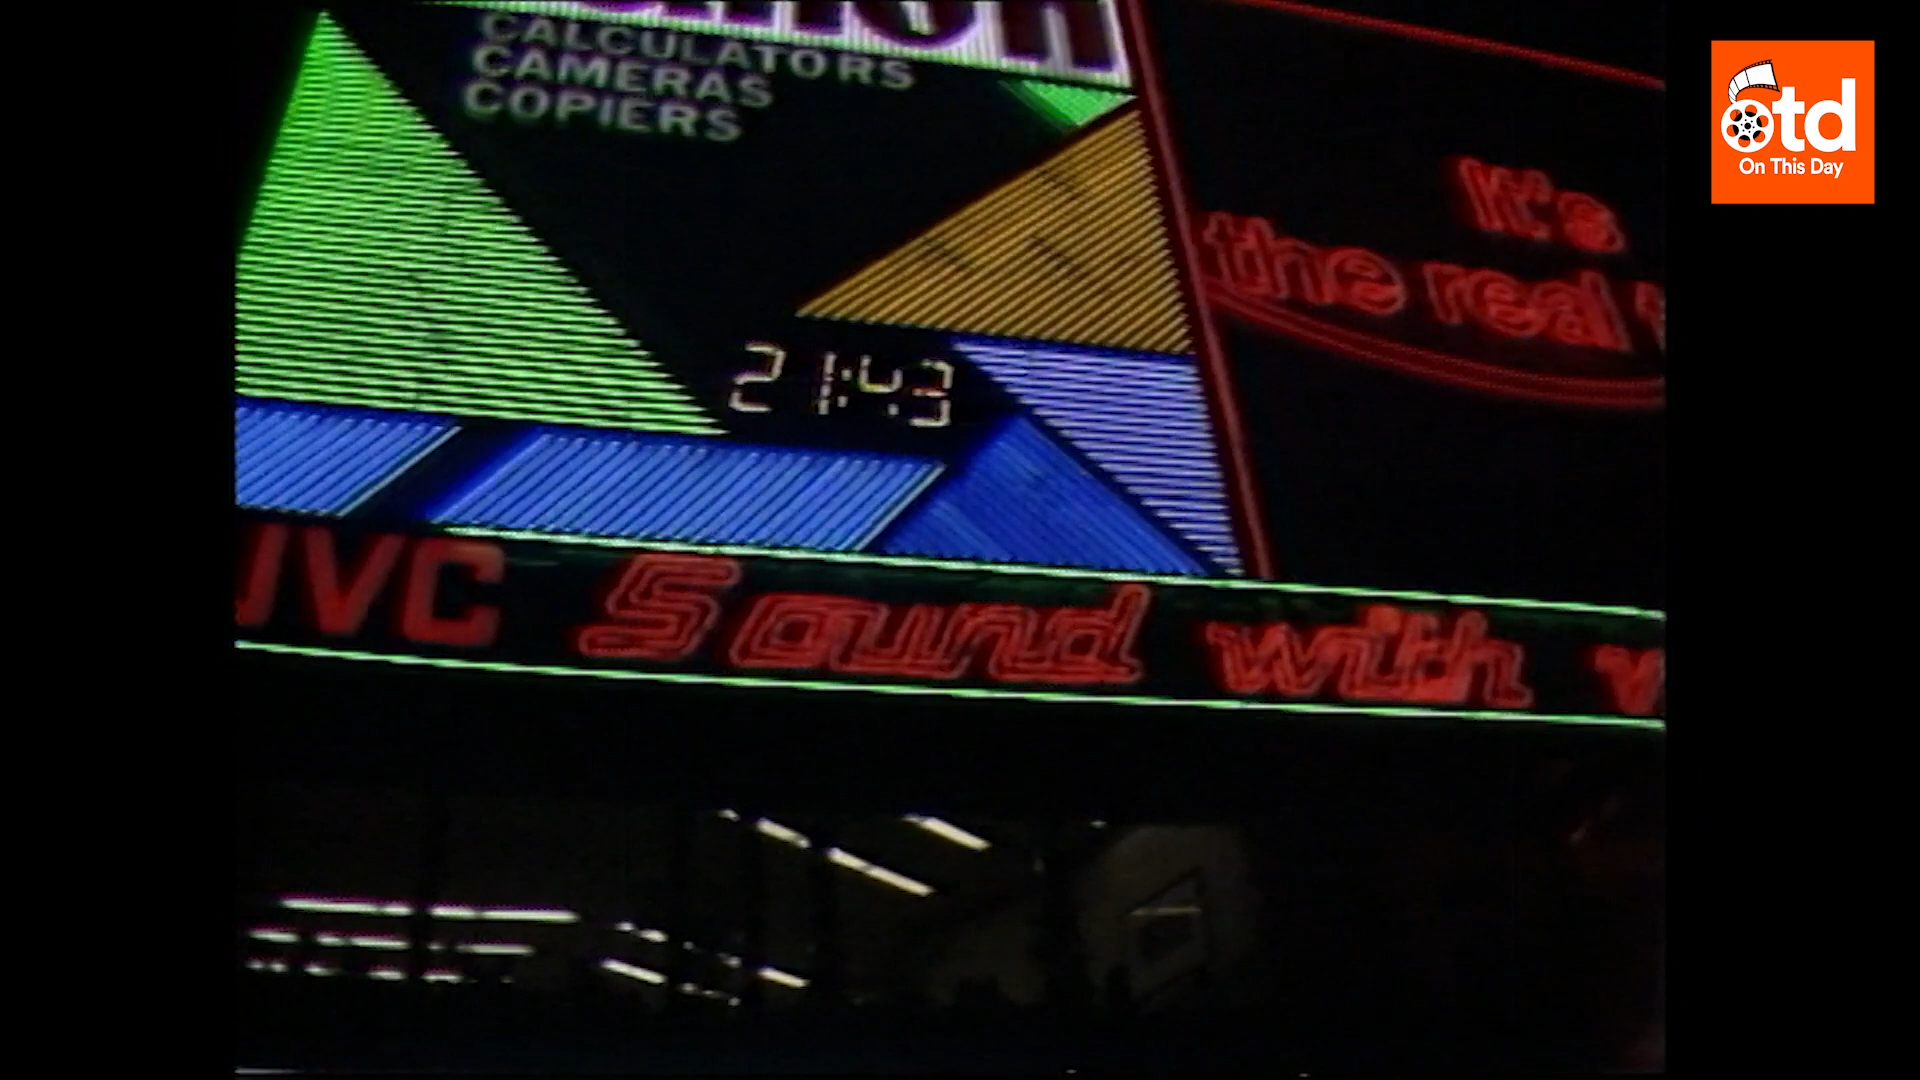 CALCULATORS
CAMERAS
COPIERS
It's
the real
21:43
JVC Sound with
otd
On This Day